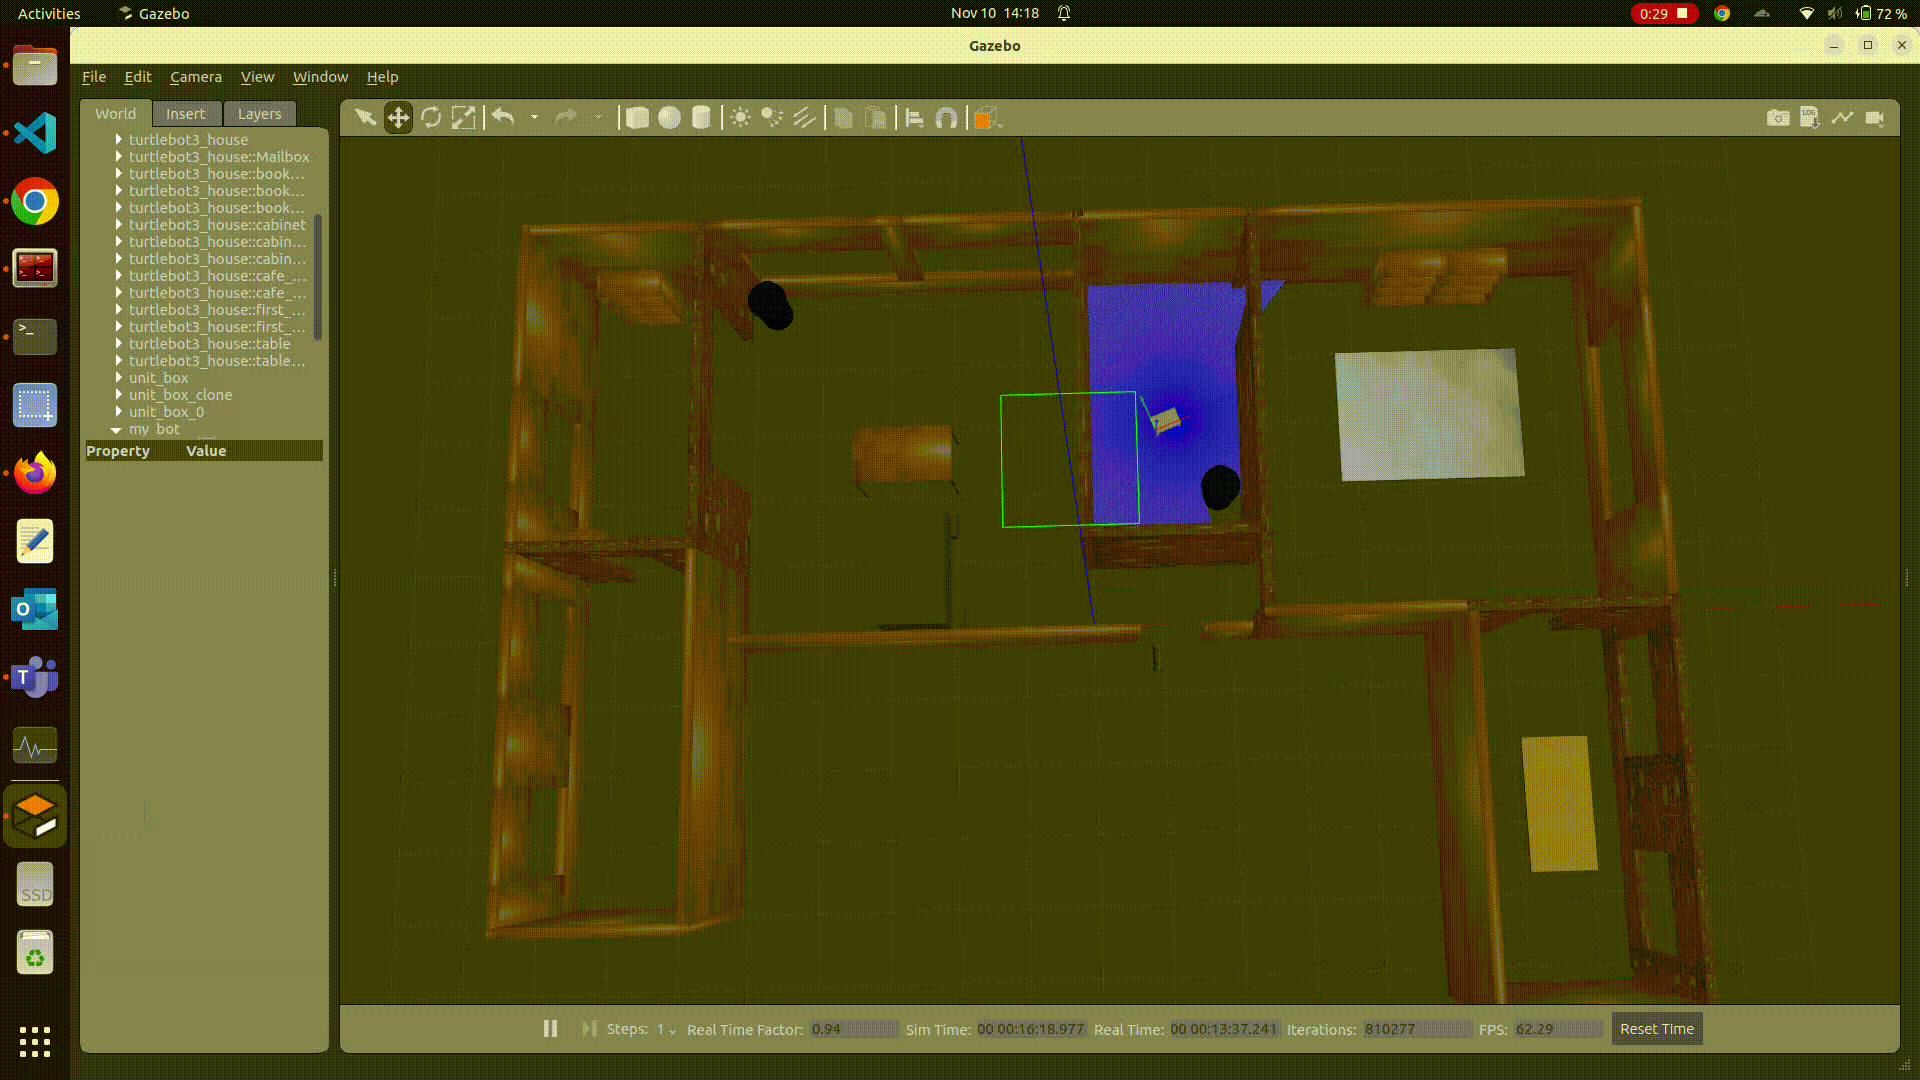 Activities Gazebo Nov 10 14:18 0:29 72 %
Gazebo
File Edit Camera View Window Help
World Insert Layers
turtlebot3_house
turtlebot3_house::Mailbox
turtlebot3_house::book...
turtlebot3_house::book...
turtlebot3_house::book...
turtlebot3_house::cabinet
turtlebot3_house::cabin...
turtlebot3_house::cabin...
turtlebot3_house::cafe_...
turtlebot3_house::cafe_...
turtlebot3_house::first_...
turtlebot3_house::first_...
turtlebot3_house::table
turtlebot3_house::table...
unit_box
unit_box_clone
unit_box_0
my_bot
Property Value
LOG
>_
O
T
SSD
Steps: 1 Real Time Factor: 0.94 Sim Time: 00 00:16:18.977 Real Time: 00 00:13:37.241 Iterations: 810277 FPS: 62.29 Reset Time